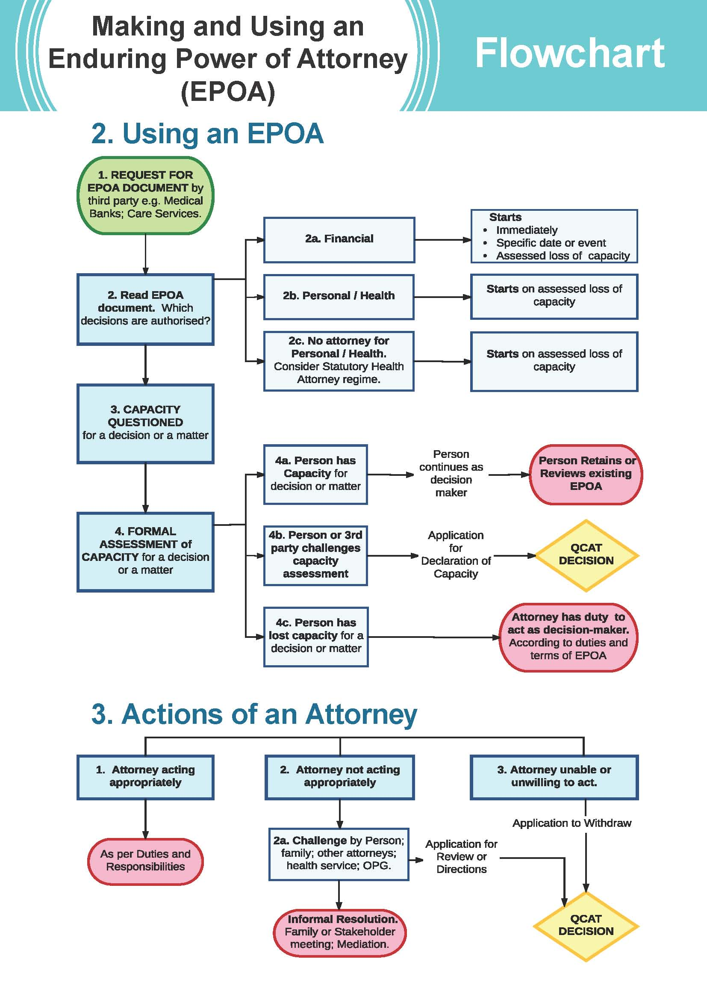 Making and Using an
Enduring Power of Attorney
(EPOA)
Flowchart
2. Using an EPOA
1. REQUEST FOR
EPOA DOCUMENT by
third party e.g. Medical
Banks; Care Services.
2. Read EPOA
document. Which
decisions are authorised?
2a. Financial
Starts
• Immediately
• Specific date or event
• Assessed loss of capacity
2b. Personal / Health
Starts on assessed loss of
capacity
2c. No attorney for
Personal / Health.
Consider Statutory Health
Attorney regime.
Starts on assessed loss of
capacity
3. CAPACITY
QUESTIONED
for a decision or a matter
4. FORMAL
ASSESSMENT of
CAPACITY for a decision
or a matter
4a. Person has
Capacity for
decision or matter
Person
continues as
decision
maker
Person Retains or
Reviews existing
EPOA
4b. Person or 3rd
party challenges
capacity
assessment
Application
for
Declaration of
Capacity
QCAT
DECISION
4c. Person has
lost capacity for a
decision or matter
Attorney has duty to
act as decision-maker.
According to duties and
terms of EPOA
3. Actions of an Attorney
1. Attorney acting
appropriately
As per Duties and
Responsibilities
2. Attorney not acting
appropriately
2a. Challenge by Person;
family; other attorneys;
health service; OPG.
Application for
Review or
Directions
Informal Resolution.
Family or Stakeholder
meeting; Mediation.
3. Attorney unable or
unwilling to act.
Application to Withdraw
QCAT
DECISION